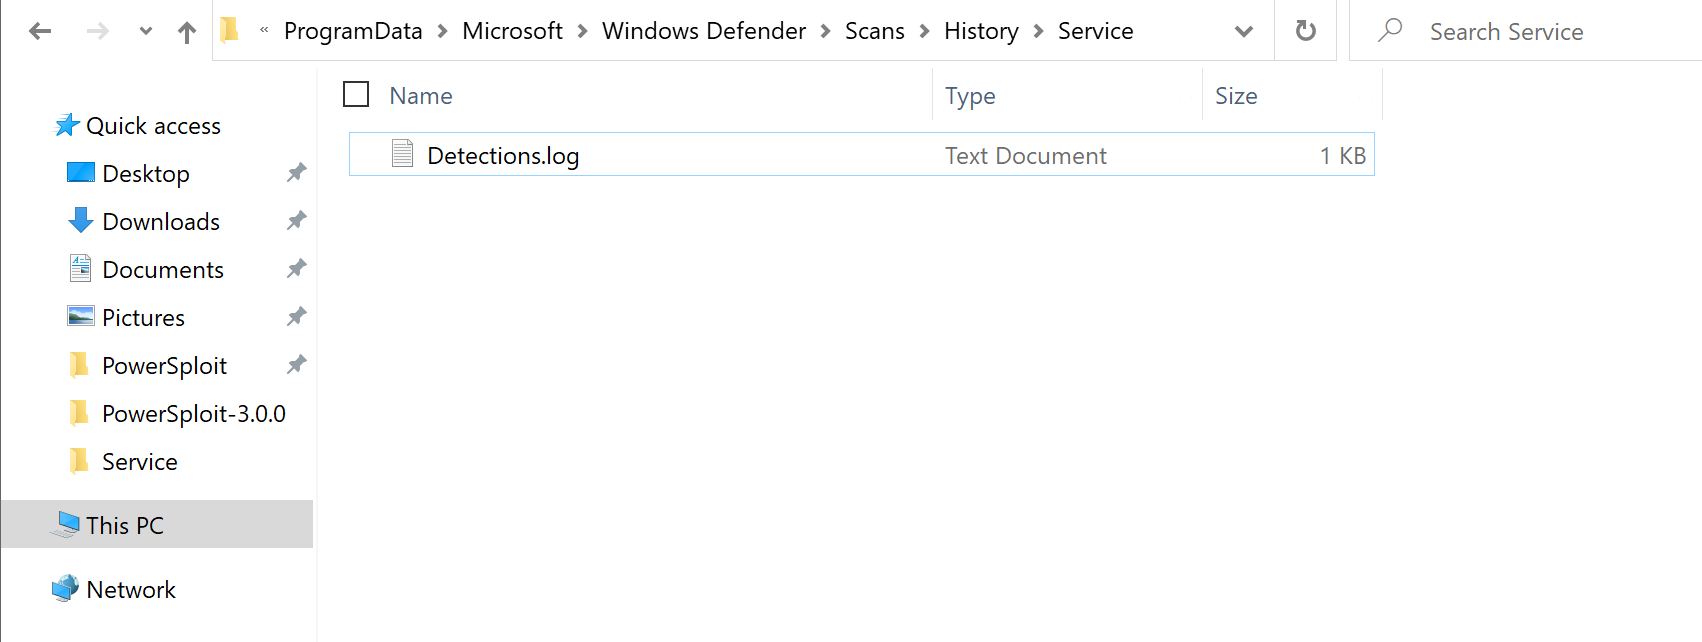 « ProgramData > Microsoft > Windows Defender > Scans > History > Service
Search Service
Name Type Size
Detections.log Text Document 1 KB
Quick access
Desktop
Downloads
Documents
Pictures
PowerSploit
PowerSploit-3.0.0
Service
This PC
Network